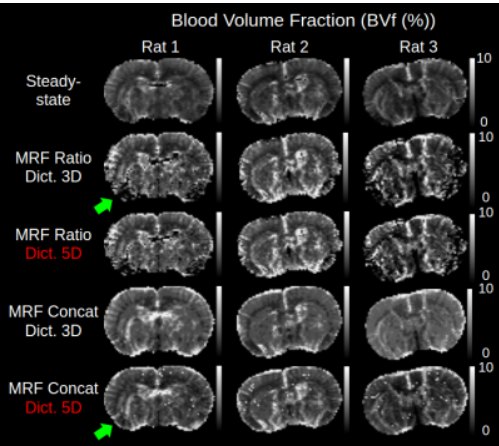 Blood Volume Fraction (BVf (%))
Rat 1 Rat 2 Rat 3
Steady-
state
10
0
MRF Ratio
Dict. 3D
10
0
MRF Ratio
Dict. 5D
10
0
MRF Concat
Dict. 3D
10
0
MRF Concat
Dict. 5D
10
0